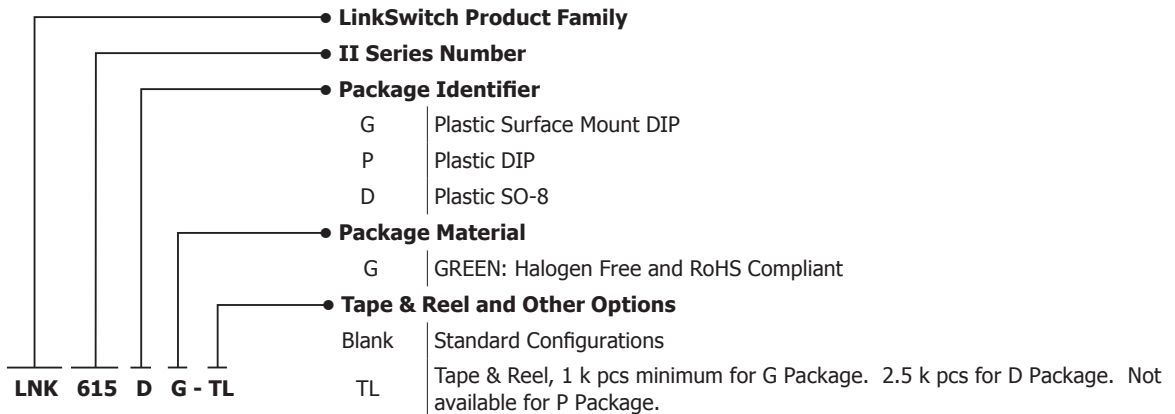 LinkSwitch Product Family
II Series Number
Package Identifier
G Plastic Surface Mount DIP
P Plastic DIP
D Plastic SO-8
Package Material
G GREEN: Halogen Free and RoHS Compliant
Tape & Reel and Other Options
Blank Standard Configurations
TL Tape & Reel, 1 k pcs minimum for G Package. 2.5 k pcs for D Package. Not
available for P Package.
LNK 615 D G - TL